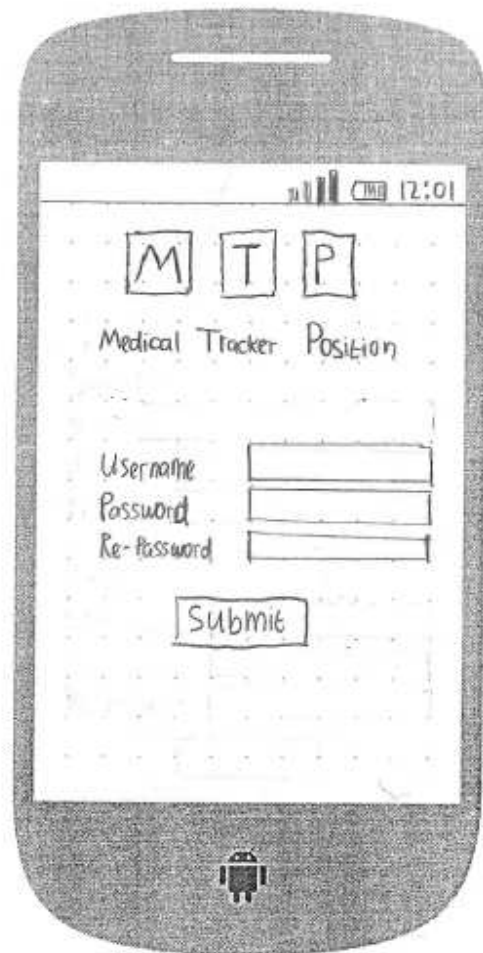 12:01
M T P
Medical Tracker Position
Username
Password
Re-Password
Submit